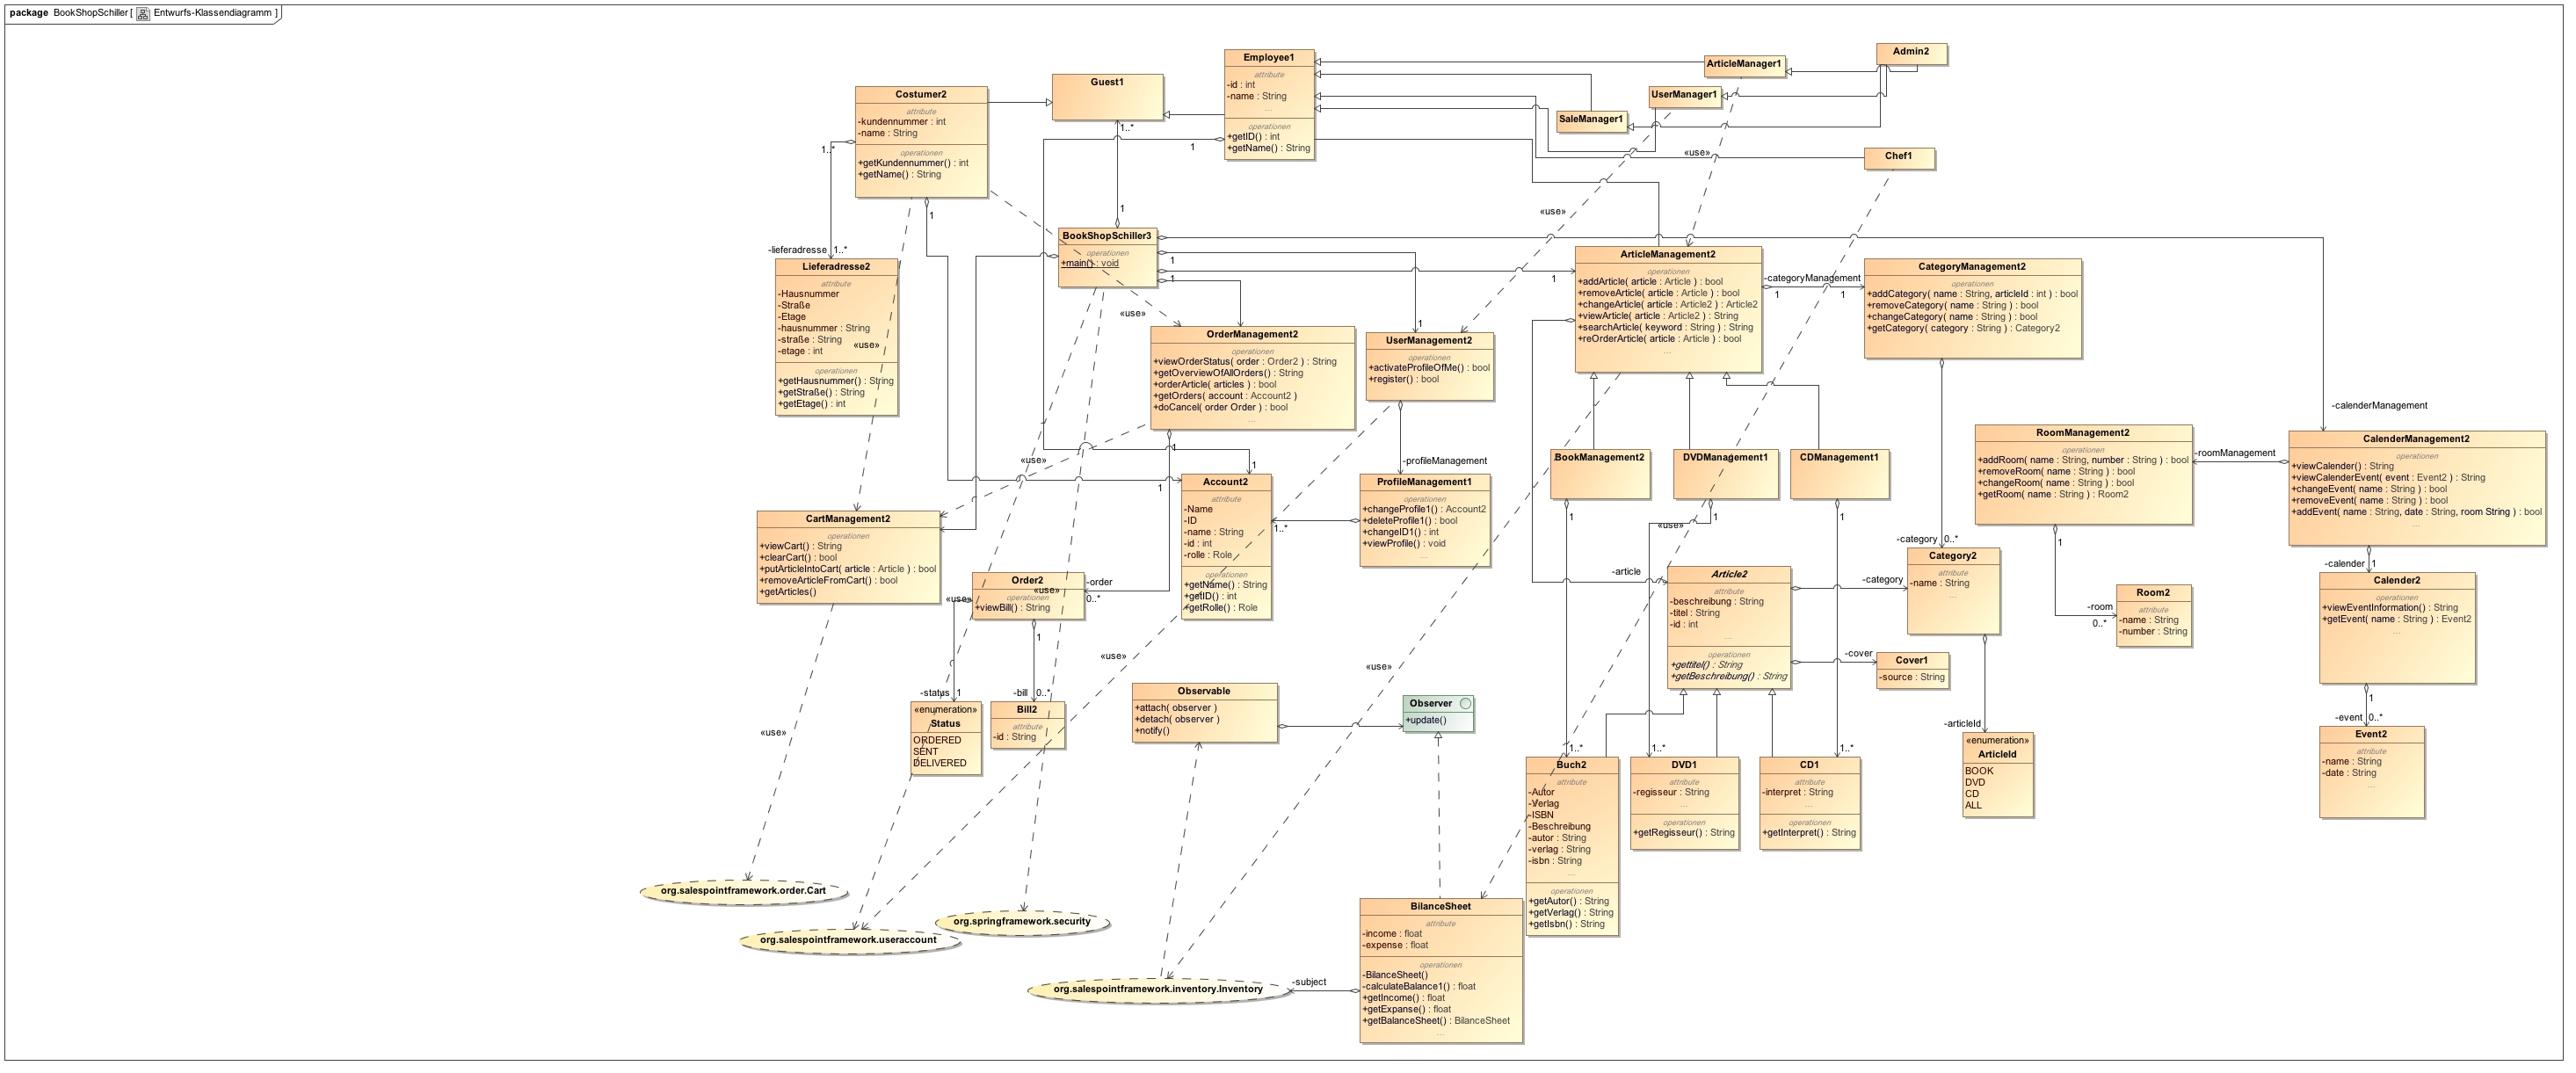 package BookShopSchiller [ Entwurfs-Klassendiagramm ]
Employee1
attribute
-id : int
-name : String
...
operationen
+getID() : int
+getName() : String
1
ArticleManager1
Admin2
UserManager1
SaleManager1
Chef1
«use»
«use»
Guest1
1..*
1
Costumer2
attribute
-kundennummer : int
-name : String
operationen
+getKundennummer() : int
+getName() : String
1..*
1
-lieferadresse
1..*
Lieferadresse2
attribute
-Hausnummer
-Straße
-Etage
-hausnummer : String
-straße : String
-etage : int
operationen
+getHausnummer() : String
+getStraße() : String
+getEtage() : int
«use»
BookShopSchiller3
operationen
+main() : void
1
1
1
«use»
OrderManagement2
operationen
+viewOrderStatus( order : Order2 ) : String
+getOverviewOfAllOrders() : String
+orderArticle( articles ) : bool
+getOrders( account : Account2 )
+doCancel( order Order ) : bool
...
1
UserManagement2
operationen
+activateProfileOfMe() : bool
+register() : bool
ArticleManagement2
operationen
+addArticle( article : Article ) : bool
+removeArticle( article : Article ) : bool
+changeArticle( article : Article2 ) : Article2
+viewArticle( article : Article2 ) : String
+searchArticle( keyword : String ) : String
+reOrderArticle( article : Article ) : bool
...
-categoryManagement
1
1
CategoryManagement2
operationen
+addCategory( name : String, articleId : int ) : bool
+removeCategory( name : String ) : bool
+changeCategory( name : String ) : bool
+getCategory( category : String ) : Category2
-calenderManagement
RoomManagement2
operationen
+addRoom( name : String, number : String ) : bool
+removeRoom( name : String ) : bool
+changeRoom( name : String ) : bool
+getRoom( name : String ) : Room2
-roomManagement
CalenderManagement2
operationen
+viewCalender() : String
+viewCalenderEvent( event : Event2 ) : String
+changeEvent( name : String ) : bool
+removeEvent( name : String ) : bool
+addEvent( name : String, date : String, room String ) : bool
...
1
1
«use»
1
-profileManagement
Account2
attribute
-Name
-ID
-name : String
-id : int
-rolle : Role
operationen
+getName() : String
+getID() : int
+getRolle() : Role
1..*
ProfileManagement1
operationen
+changeProfile1() : Account2
+deleteProfile1() : bool
+changeID1() : int
+viewProfile() : void
...
BookManagement2
DVDManagement1
CDManagement1
1
1
1
«use»
CartManagement2
operationen
+viewCart() : String
+clearCart() : bool
+putArticleIntoCart( article : Article ) : bool
+removeArticleFromCart() : bool
+getArticles()
Order2
operationen
+viewBill() : String
-order
0..*
«use»
«use»
1
-article
Article2
attribute
-beschreibung : String
-titel : String
-id : int
...
operationen
+gettitel() : String
+getBeschreibung() : String
-category
-category
0..*
Category2
attribute
-name : String
...
-cover
Cover1
-source : String
1
-room
0..*
Room2
attribute
-name : String
-number : String
-calender
1
Calender2
operationen
+viewEventInformation() : String
+getEvent( name : String ) : Event2
...
1
-event
0..*
Event2
attribute
-name : String
-date : String
...
-articleId
«enumeration»
ArticleId
BOOK
DVD
CD
ALL
«use»
«use»
-status
1
«enumeration»
Status
ORDERED
SENT
DELIVERED
-bill
0..*
Bill2
attribute
-id : String
Observable
+attach( observer )
+detach( observer )
+notify()
Observer
+update()
1..*
1..*
1..*
Buch2
attribute
-Autor
-Verlag
-ISBN
-Beschreibung
-autor : String
-verlag : String
-isbn : String
...
operationen
+getAutor() : String
+getVerlag() : String
+getIsbn() : String
DVD1
attribute
-regisseur : String
...
operationen
+getRegisseur() : String
CD1
attribute
-interpret : String
...
operationen
+getInterpret() : String
«use»
org.salespointframework.order.Cart
org.salespointframework.useraccount
org.springframework.security
org.salespointframework.inventory.Inventory
-subject
BilanceSheet
attribute
-income : float
-expense : float
operationen
-BilanceSheet()
-calculateBalance1() : float
+getIncome() : float
+getExpanse() : float
+getBalanceSheet() : BilanceSheet
...